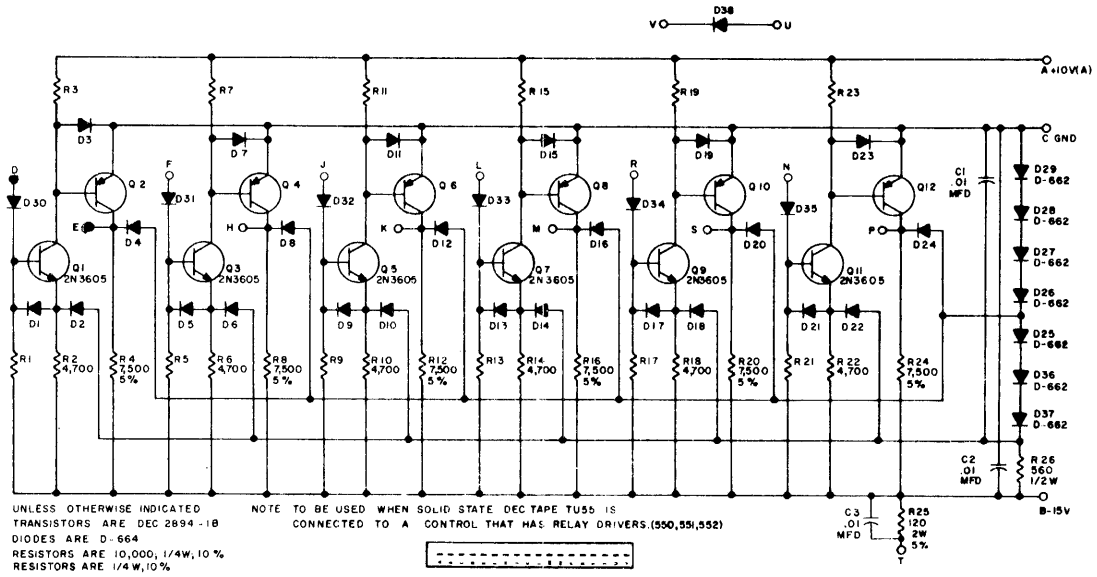 D38
V U
R3 R7 R11 R15 R19 R23
A +10V(A)
D3 D7 D11 D15 D19 D23
C GND
D F J L R N
Q2 Q4 Q6 Q8 Q10 Q12
C1
.01
MFD
D29
D-662
D28
D-662
D27
D-662
D26
D-662
D25
D-662
D36
D-662
D37
D-662
D30 D31 D32 D33 D34 D35
E H K M S P
D4 D8 D12 D16 D20 D24
Q1
2N3605
Q3
2N3605
Q5
2N3605
Q7
2N3605
Q9
2N3605
Q11
2N3605
D1 D2 D5 D6 D9 D10 D13 D14 D17 D18 D21 D22
R1
R2
4,700
R4
7,500
5%
R5
R6
4,700
R8
7,500
5%
R9
R10
4,700
R12
7,500
5%
R13
R14
4,700
R16
7,500
5%
R17
R18
4,700
R20
7,500
5%
R21
R22
4,700
R24
7,500
5%
C2
.01
MFD
R26
560
1/2W
B-15V
C3
.01
MFD
R25
120
2W
5%
T
UNLESS OTHERWISE INDICATED
TRANSISTORS ARE DEC 2894-1B
DIODES ARE D-664
RESISTORS ARE 10,000; 1/4W; 10%
RESISTORS ARE 1/4W, 10%
NOTE TO BE USED WHEN SOLID STATE DEC TAPE TU55 IS
CONNECTED TO A CONTROL THAT HAS RELAY DRIVERS.(550,551,552)